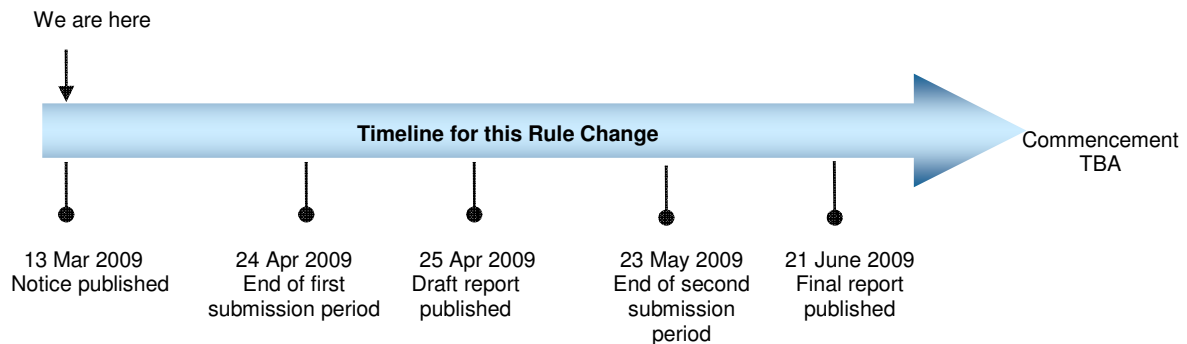 We are here
Timeline for this Rule Change
Commencement
TBA
13 Mar 2009
Notice published
24 Apr 2009
End of first
submission period
25 Apr 2009
Draft report
published
23 May 2009
End of second
submission
period
21 June 2009
Final report
published